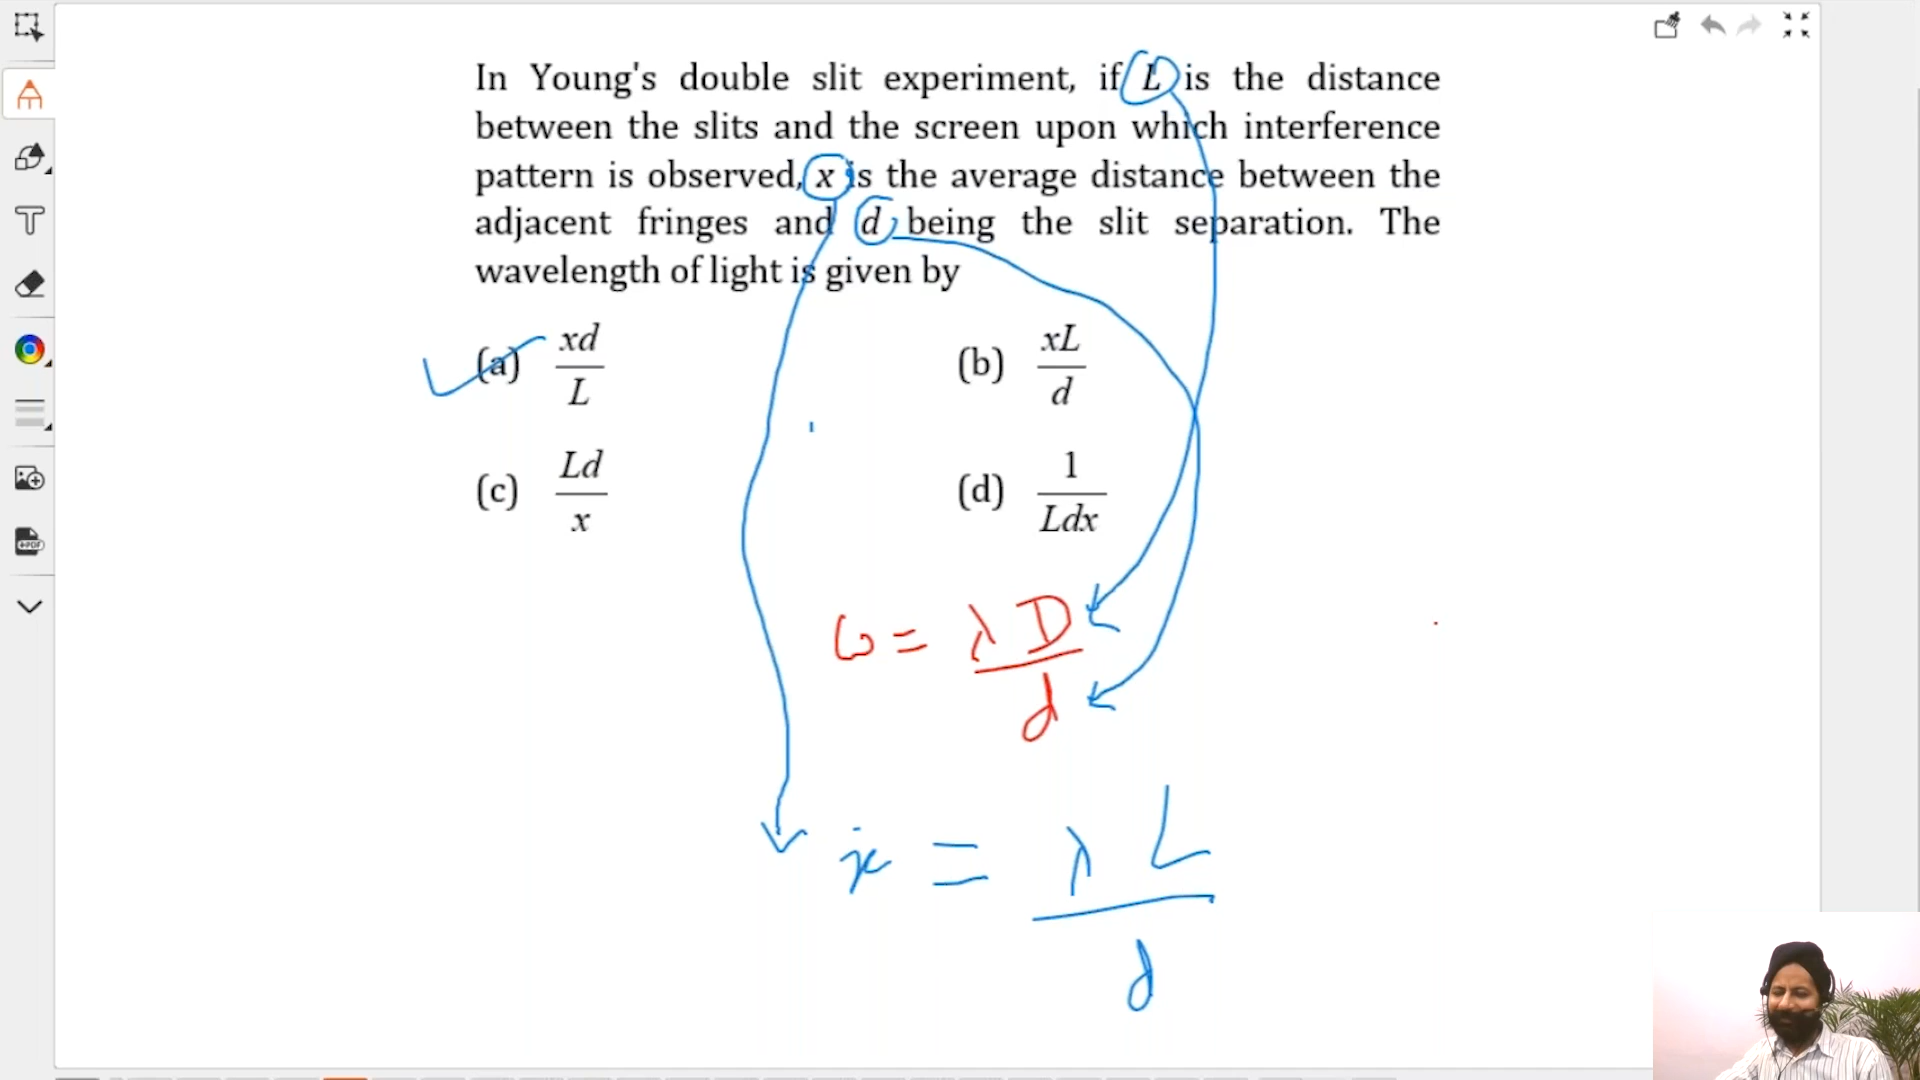 In Young's double slit experiment, if L is the distance
between the slits and the screen upon which interference
pattern is observed, x is the average distance between the
adjacent fringes and d being the slit separation. The
wavelength of light is given by
(a) xd/L (b) xL/d
(c) Ld/x (d) 1/Ldx
ω = λD/d
x = λL/d
T
PDF